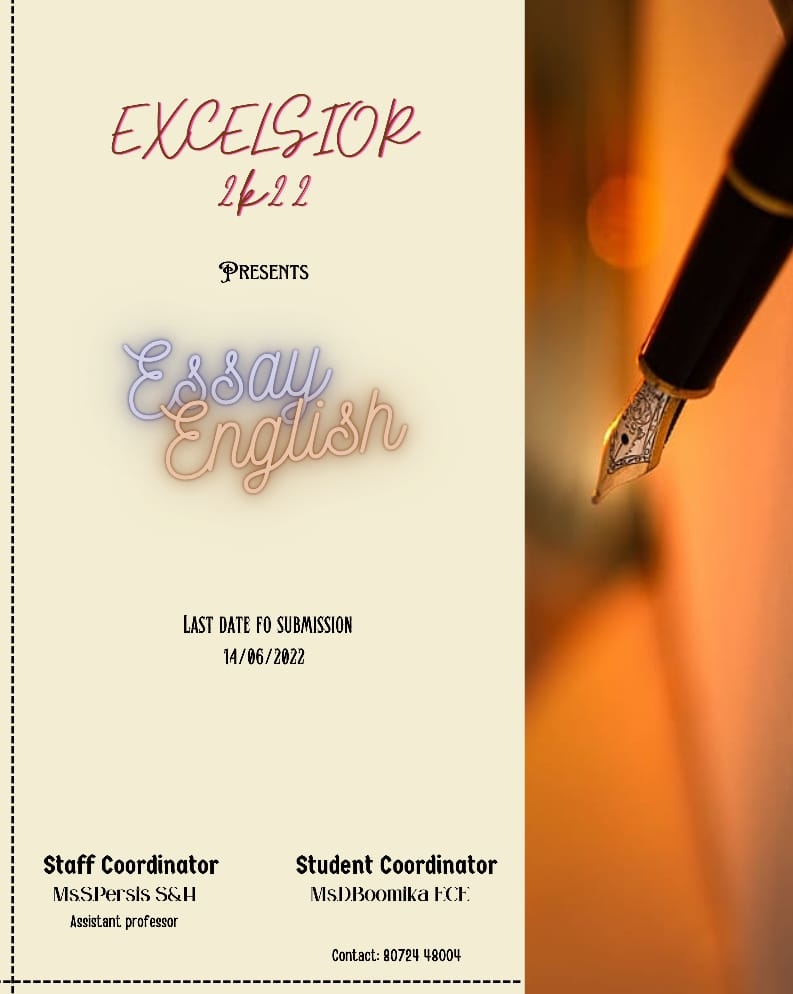 EXCELSIOR
2k22
Presents
Essay
English
Last date fo submission
14/06/2022
Staff Coordinator
Ms.S.Persis S&H
Assistant professor
Student Coordinator
Ms.D.Boomika ECE
Contact: 80724 48004